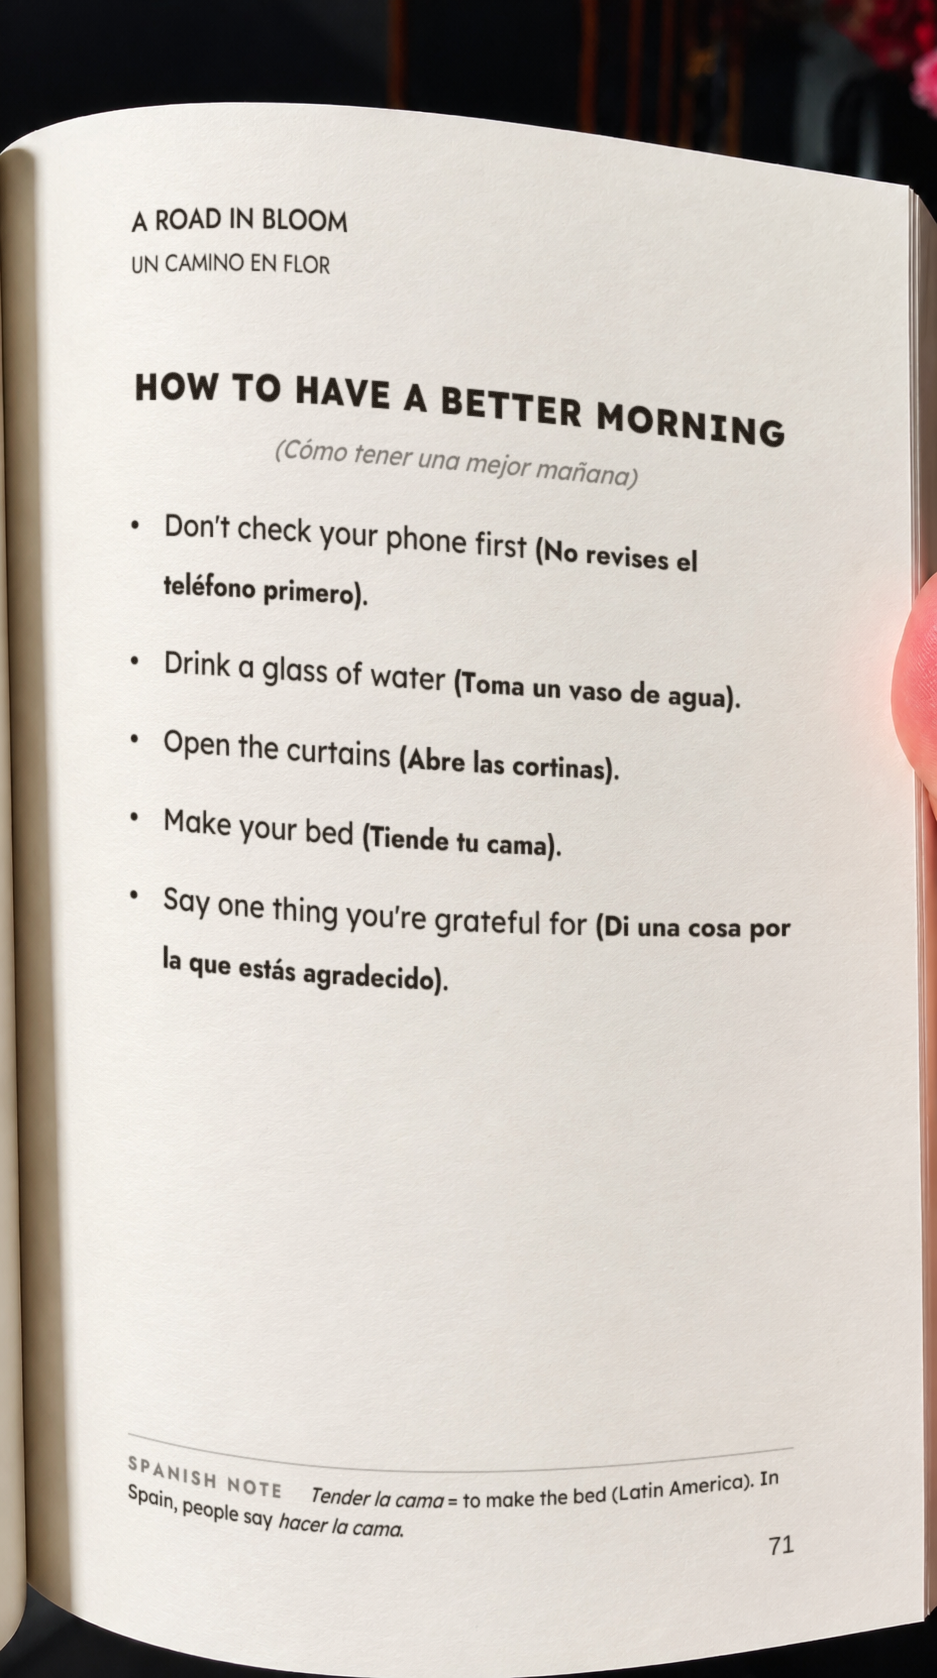 A ROAD IN BLOOM
UN CAMINO EN FLOR
HOW TO HAVE A BETTER MORNING
(Cómo tener una mejor mañana)
• Don't check your phone first (No revises el
teléfono primero).
• Drink a glass of water (Toma un vaso de agua).
• Open the curtains (Abre las cortinas).
• Make your bed (Tiende tu cama).
• Say one thing you're grateful for (Di una cosa por
la que estás agradecido).
SPANISH NOTE Tender la cama = to make the bed (Latin America). In
Spain, people say hacer la cama.
71